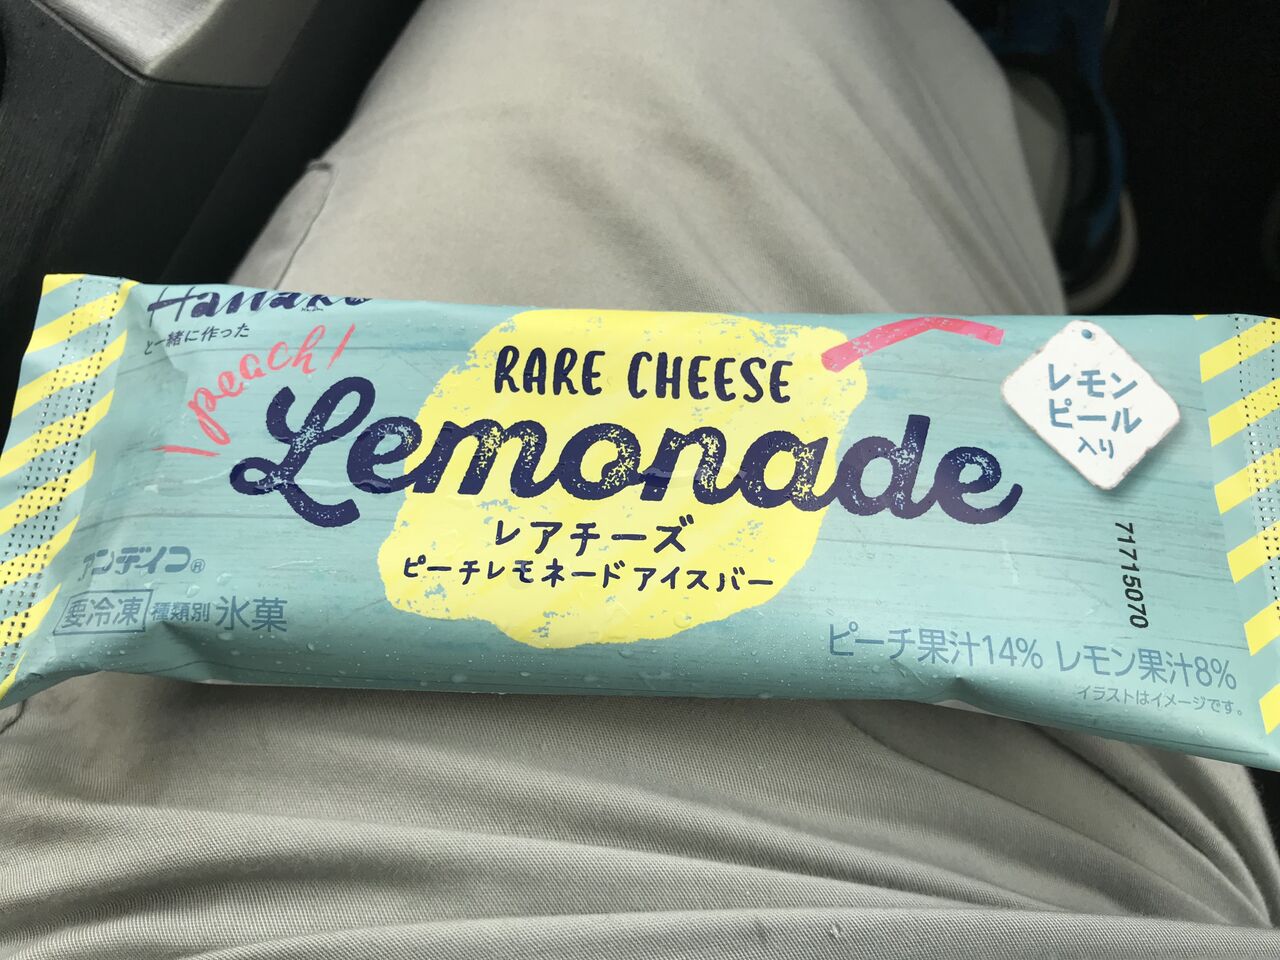 Hanako
と一緒に作った
peach!
RARE CHEESE
Lemonade
レアチーズ
ピーチレモネードアイスバー
レモン
ピール
入り
アンデイコ®
要冷凍 種類別 氷菓
71715070
ピーチ果汁14% レモン果汁8%
イラストはイメージです。